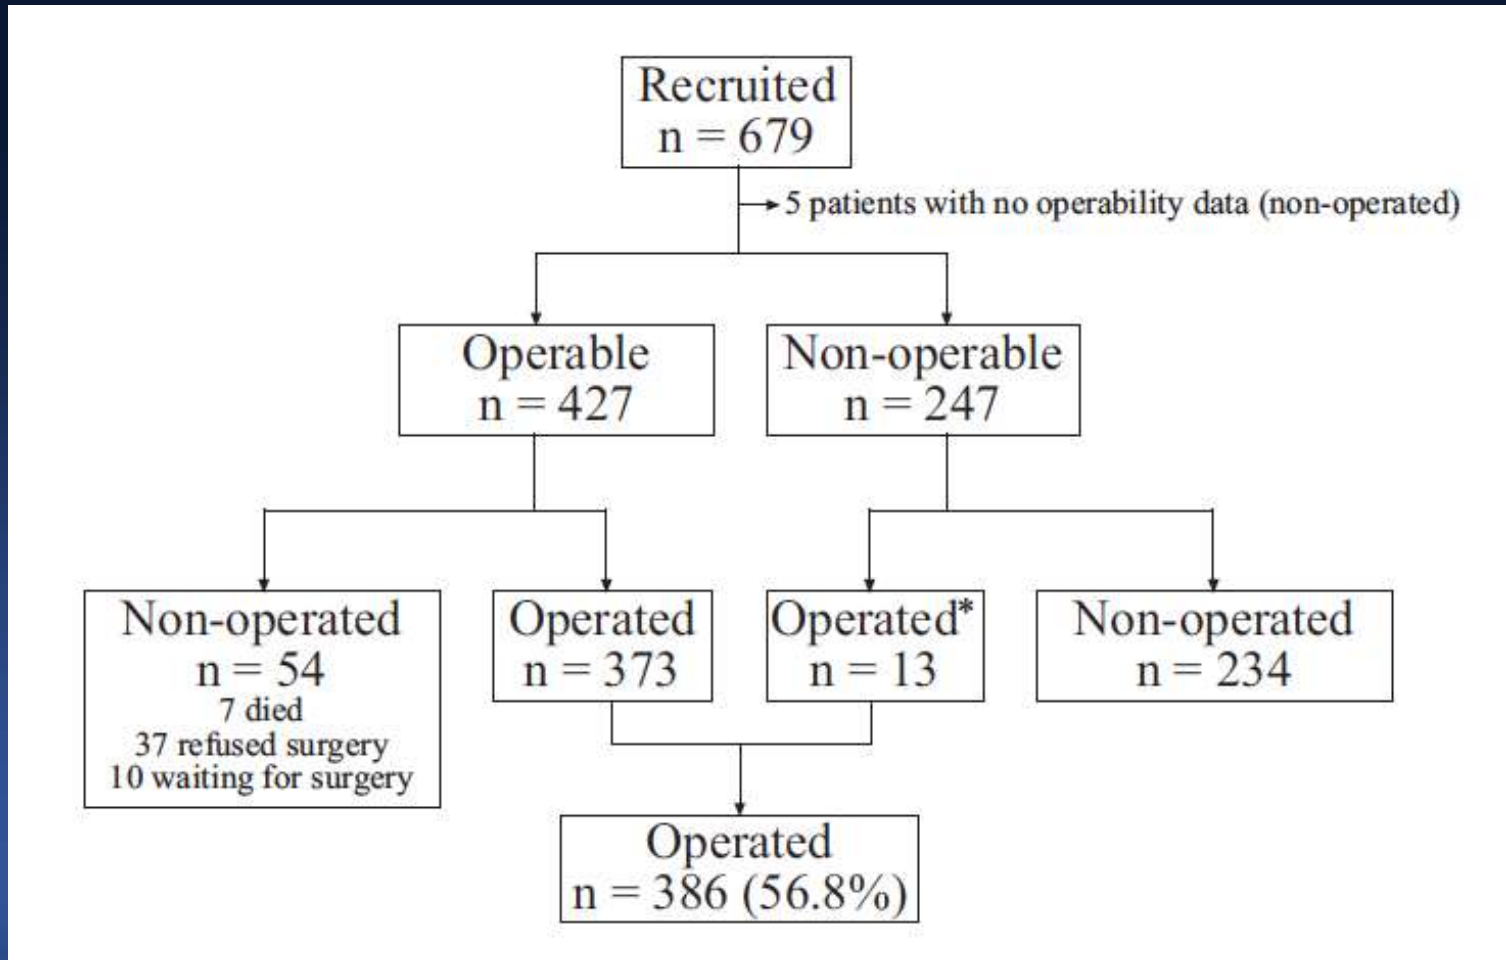 Recruited
n = 679
5 patients with no operability data (non-operated)
Operable
n = 427
Non-operable
n = 247
Non-operated
n = 54
7 died
37 refused surgery
10 waiting for surgery
Operated
n = 373
Operated*
n = 13
Non-operated
n = 234
Operated
n = 386 (56.8%)